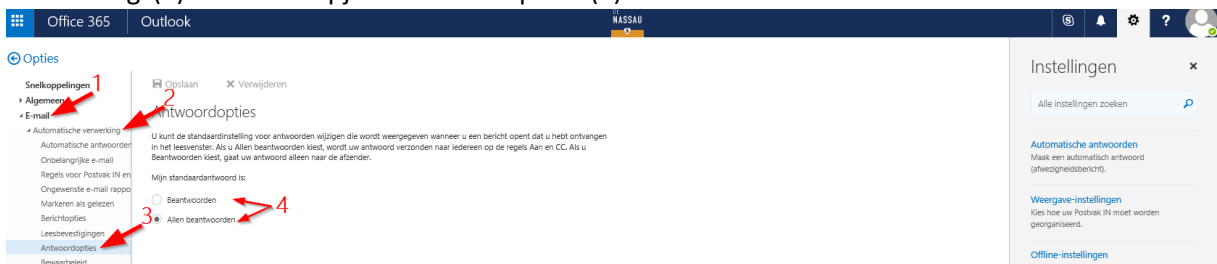 Office 365
Outlook
DE
NASSAU
?
Opties
Snelkoppelingen
1
Algemeen
E-mail
2
Automatische verwerking
Automatische antwoorden
Onbelangrijke e-mail
Regels voor Postvak IN en
Ongewenste e-mail rappo
Markeren als gelezen
Berichtopties
3
Leesbevestigingen
Antwoordopties
Bewaarbeleid
Opslaan
Verwijderen
Antwoordopties
U kunt de standaardinstelling voor antwoorden wijzigen die wordt weergegeven wanneer u een bericht opent dat u hebt ontvangen
in het leesvenster. Als u Allen beantwoorden kiest, wordt uw antwoord verzonden naar iedereen op de regels Aan en CC. Als u
Beantwoorden kiest, gaat uw antwoord alleen naar de afzender.
Mijn standaardantwoord is:
Beantwoorden
4
Allen beantwoorden
Instellingen
Alle instellingen zoeken
Automatische antwoorden
Maak een automatisch antwoord
(afwezigheidsbericht).
Weergave-instellingen
Kies hoe uw Postvak IN moet worden
georganiseerd.
Offline-instellingen